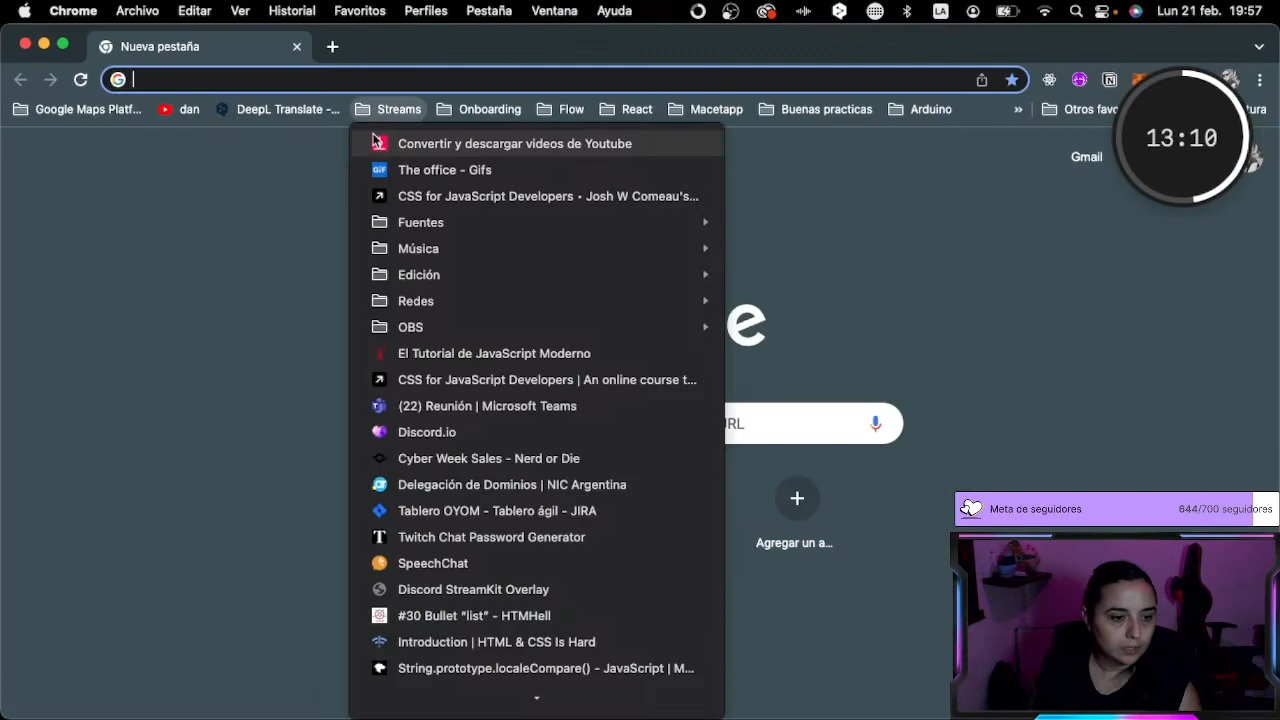 Chrome Archivo Editar Ver Historial Favoritos Perfiles Pestaña Ventana Ayuda LA Lun 21 feb. 19:57
Nueva pestaña
Google Maps Platf... dan DeepL Translate -... Streams Onboarding Flow React Macetapp Buenas practicas Arduino » Otros favo
13:10
Gmail
Convertir y descargar videos de Youtube
GIF The office - Gifs
CSS for JavaScript Developers • Josh W Comeau's...
Fuentes
Música
Edición
Redes
OBS
e
El Tutorial de JavaScript Moderno
CSS for JavaScript Developers | An online course t...
(22) Reunión | Microsoft Teams
RL
Discord.io
Cyber Week Sales - Nerd or Die
Delegación de Dominios | NIC Argentina
Tablero OYOM - Tablero ágil - JIRA
Twitch Chat Password Generator
Agregar un a...
SpeechChat
Discord StreamKit Overlay
#30 Bullet “list” - HTMHell
Introduction | HTML & CSS Is Hard
String.prototype.localeCompare() - JavaScript | M...
Meta de seguidores 644/700 seguidores